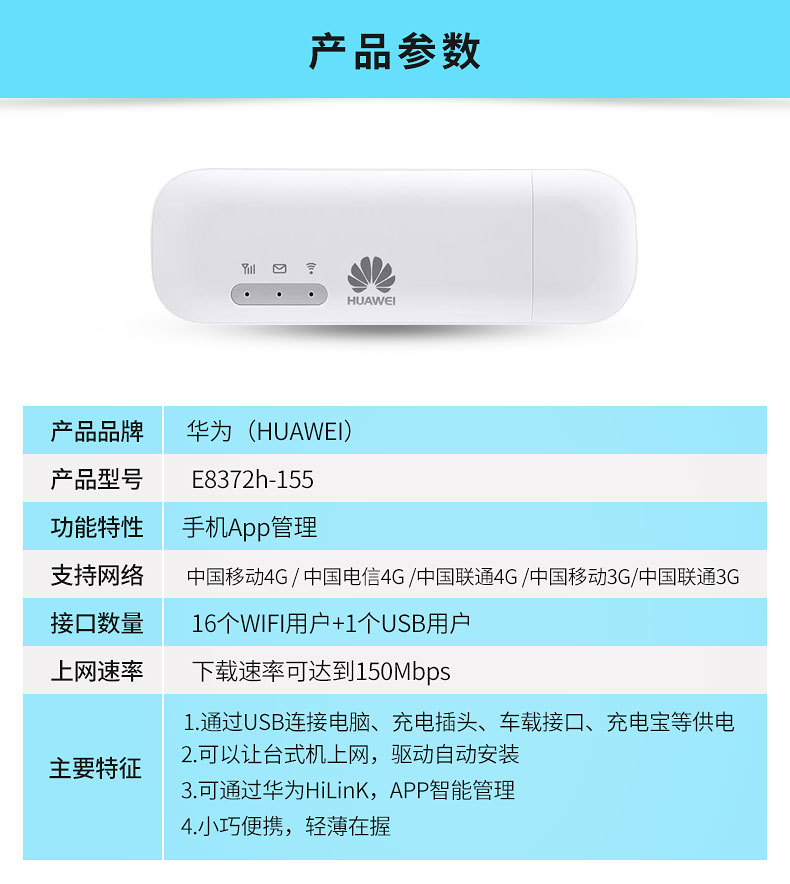 产品参数
HUAWEI
产品品牌 华为（HUAWEI）
产品型号 E8372h-155
功能特性 手机App管理
支持网络 中国移动4G / 中国电信4G /中国联通4G /中国移动3G/中国联通3G
接口数量 16个WIFI用户+1个USB用户
上网速率 下载速率可达到150Mbps
主要特征
1.通过USB连接电脑、充电插头、车载接口、充电宝等供电
2.可以让台式机上网，驱动自动安装
3.可通过华为HiLinK，APP智能管理
4.小巧便携，轻薄在握